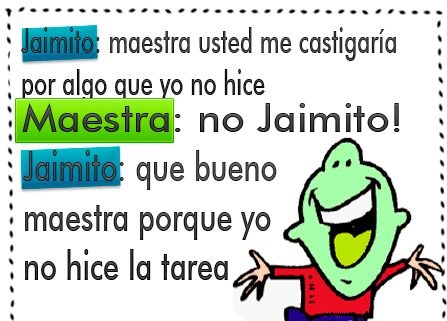 Jaimito: maestra usted me castigaría
por algo que yo no hice
Maestra: no Jaimito!
Jaimito: que bueno
maestra porque yo
no hice la tarea